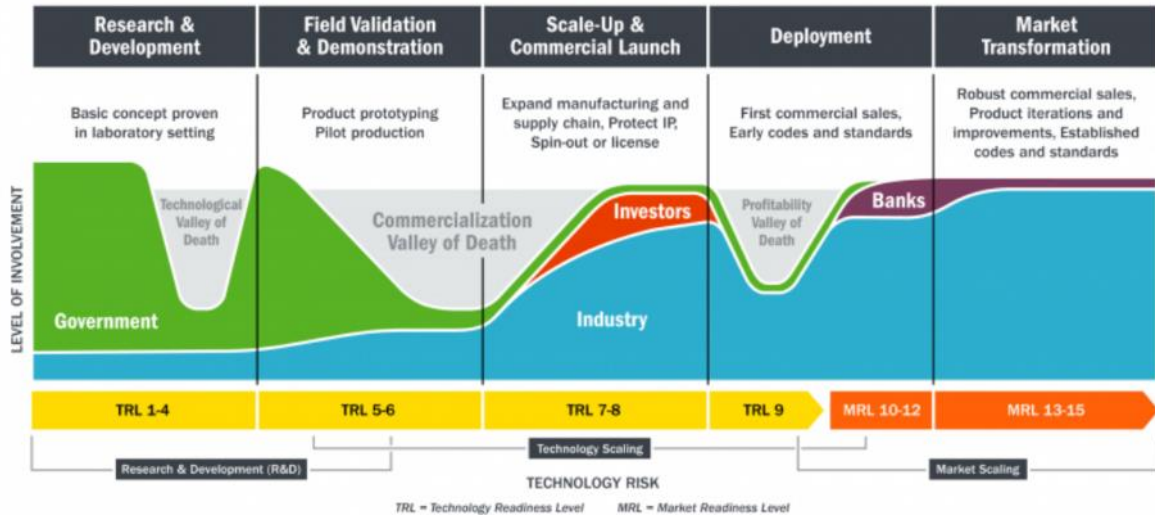 Research &
Development
Field Validation
& Demonstration
Scale-Up &
Commercial Launch
Deployment
Market
Transformation
Basic concept proven
in laboratory setting
Product prototyping
Pilot production
Expand manufacturing and
supply chain, Protect IP,
Spin-out or license
First commercial sales,
Early codes and standards
Robust commercial sales,
Product iterations and
improvements, Established
codes and standards
LEVEL OF INVOLVEMENT
Technological
Valley of
Death
Commercialization
Valley of Death
Investors
Profitability
Valley of
Death
Banks
Government
Industry
TRL 1-4
TRL 5-6
TRL 7-8
TRL 9
MRL 10-12
MRL 13-15
Technology Scaling
Research & Development (R&D)
Market Scaling
TECHNOLOGY RISK
TRL = Technology Readiness Level
MRL = Market Readiness Level